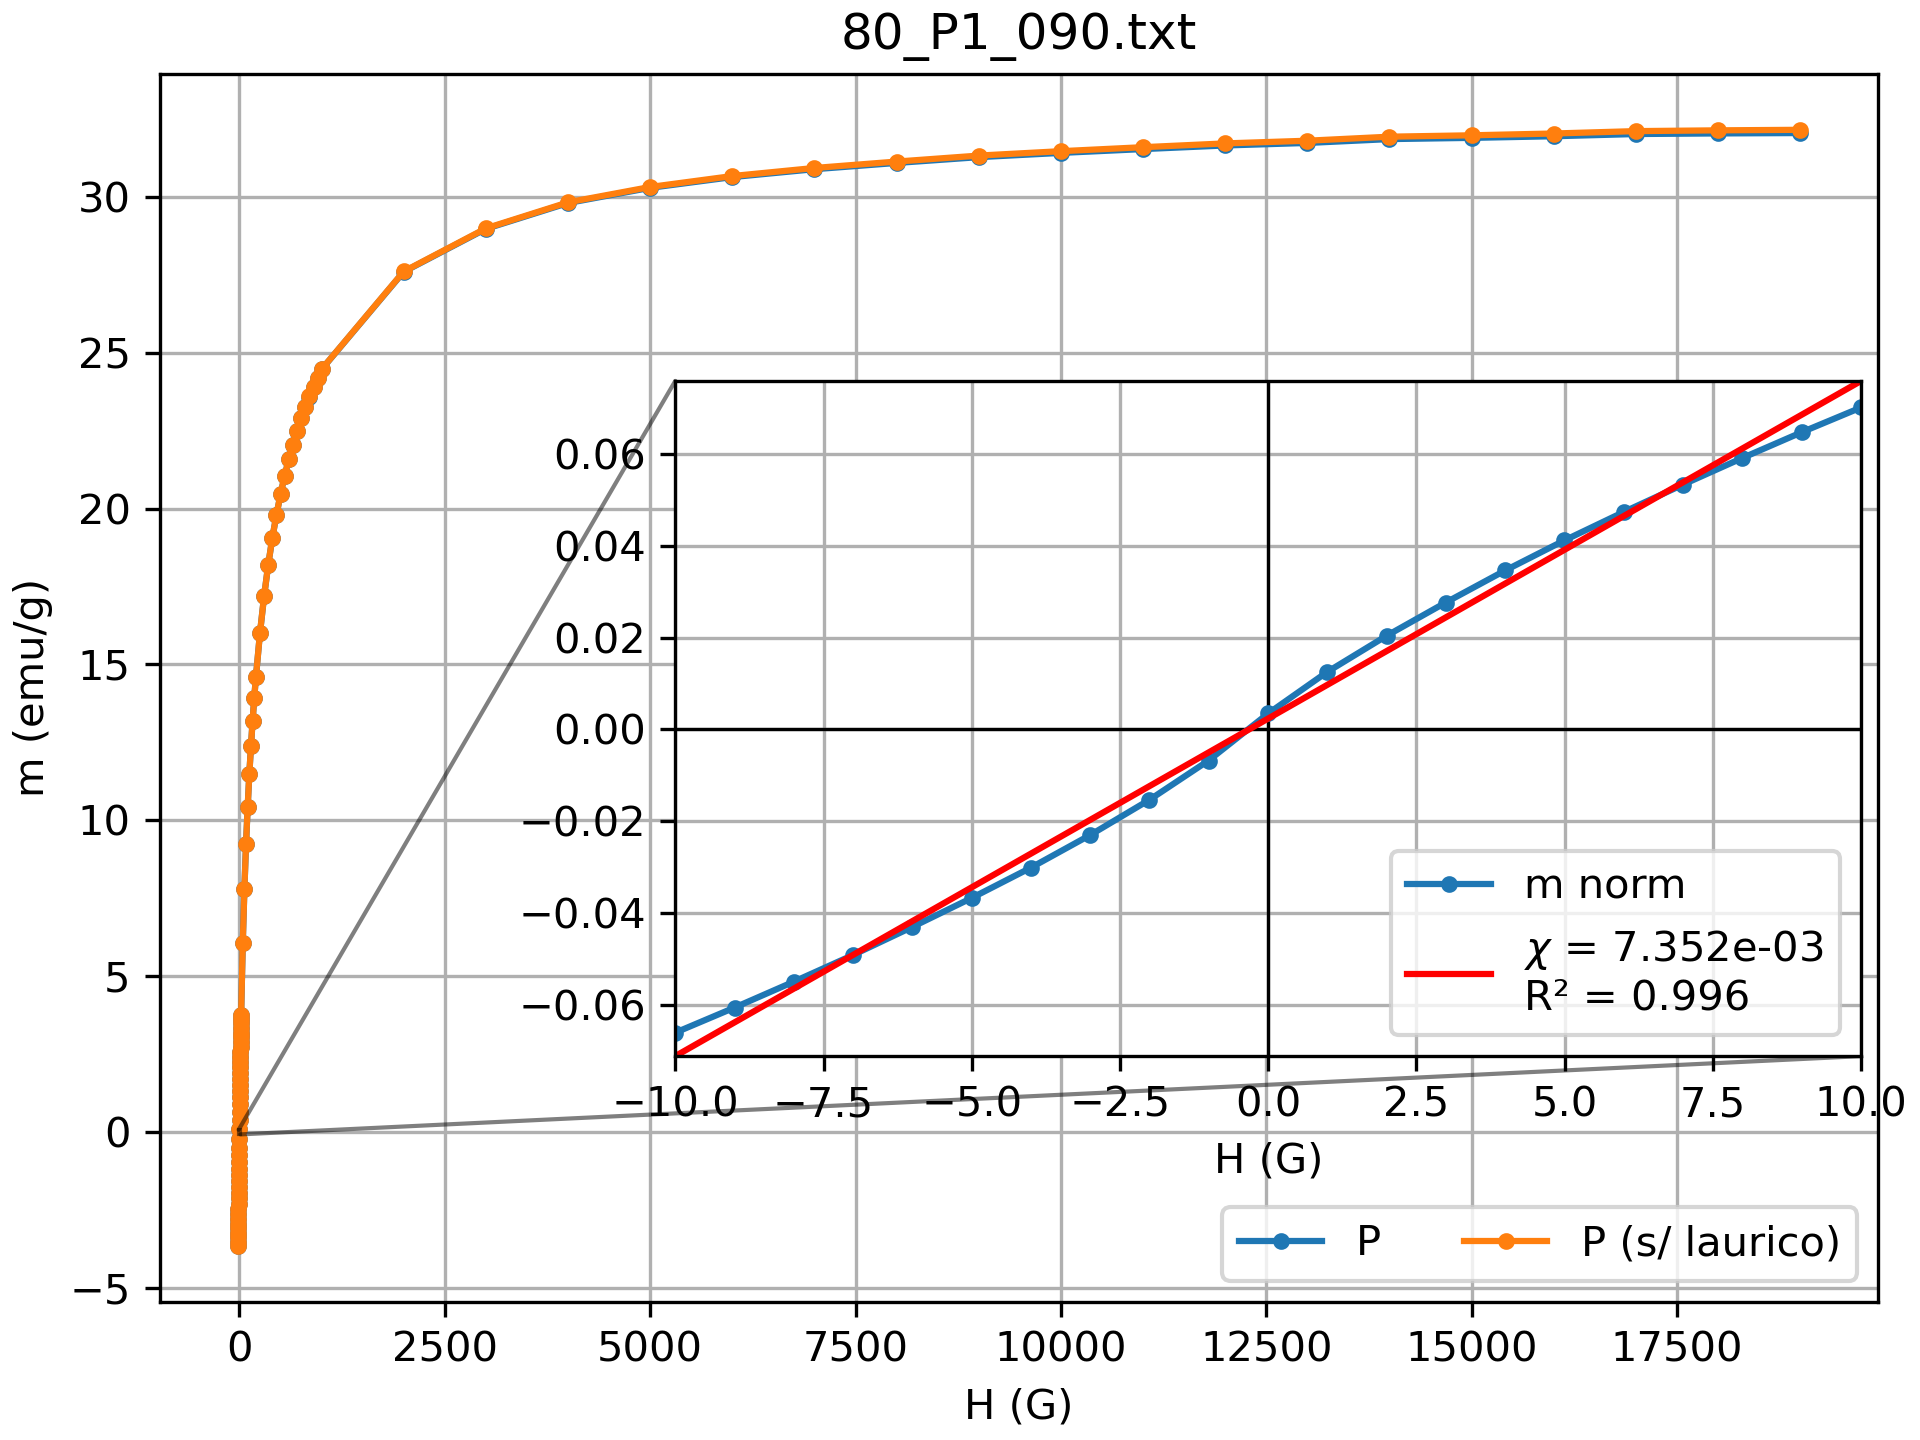 80_P1_090.txt
m (emu/g)
30
25
20
15
10
5
0
−5
0.06
0.04
0.02
0.00
−0.02
−0.04
−0.06
m norm
χ = 7.352e-03
R² = 0.996
−10.0 −7.5 −5.0 −2.5 0.0 2.5 5.0 7.5 10.0
H (G)
P P (s/ laurico)
0 2500 5000 7500 10000 12500 15000 17500
H (G)